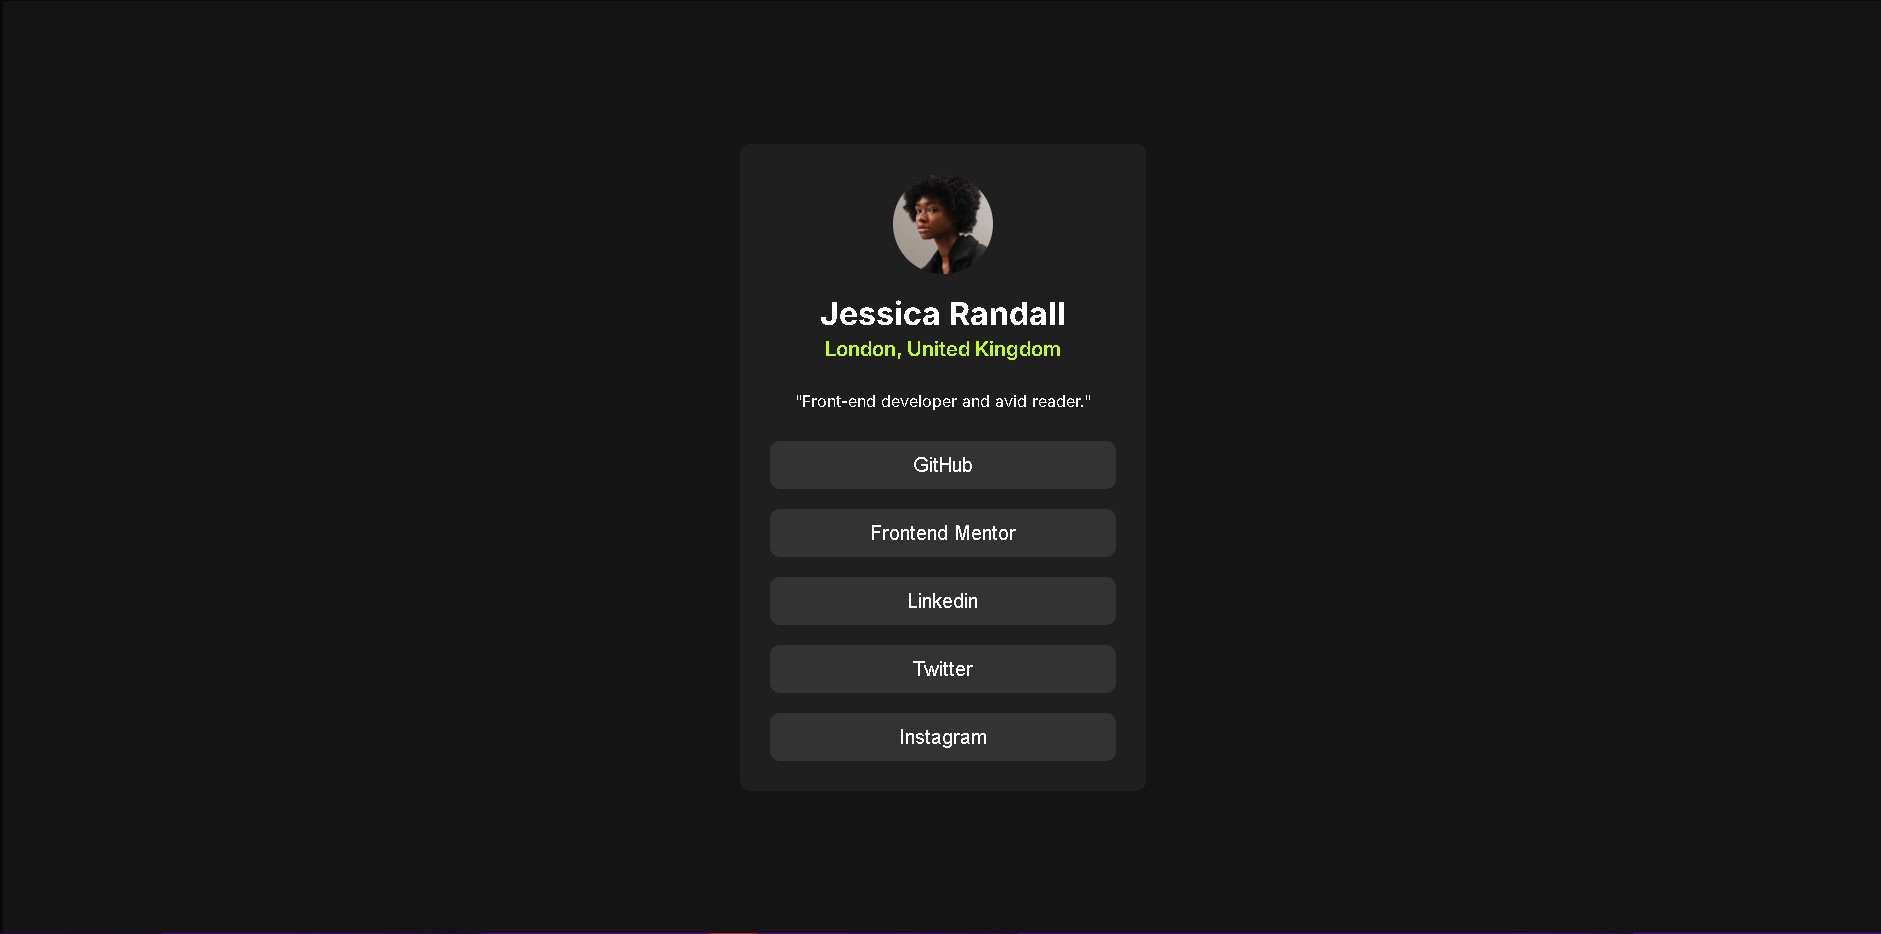 Jessica Randall
London, United Kingdom
"Front-end developer and avid reader."
GitHub
Frontend Mentor
Linkedin
Twitter
Instagram